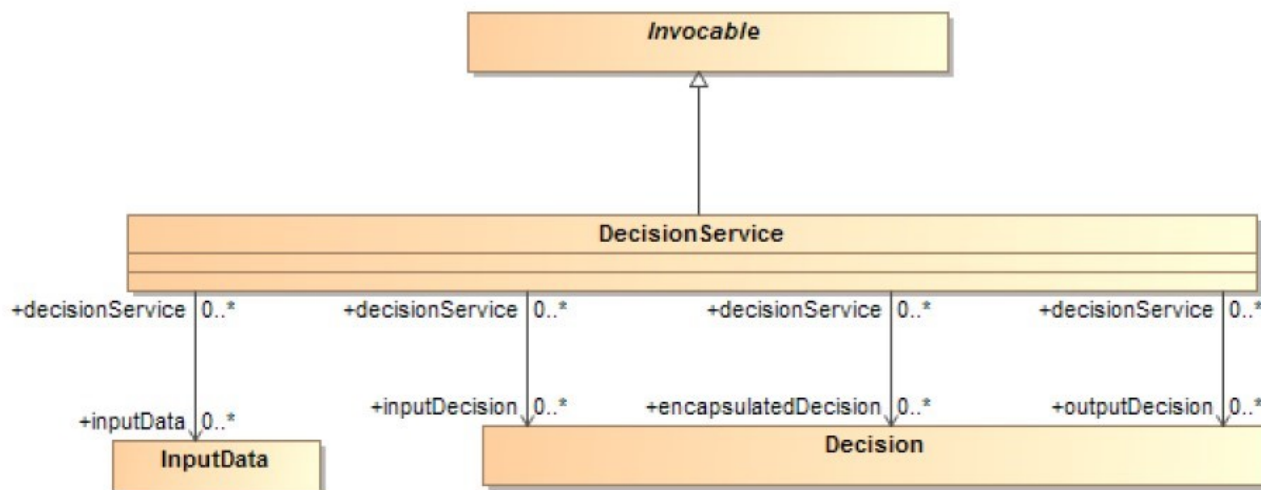 Invocable
DecisionService
+decisionService 0..* +decisionService 0..* +decisionService 0..* +decisionService 0..*
+inputData 0..* +inputDecision 0..* +encapsulatedDecision 0..* +outputDecision 0..*
InputData Decision